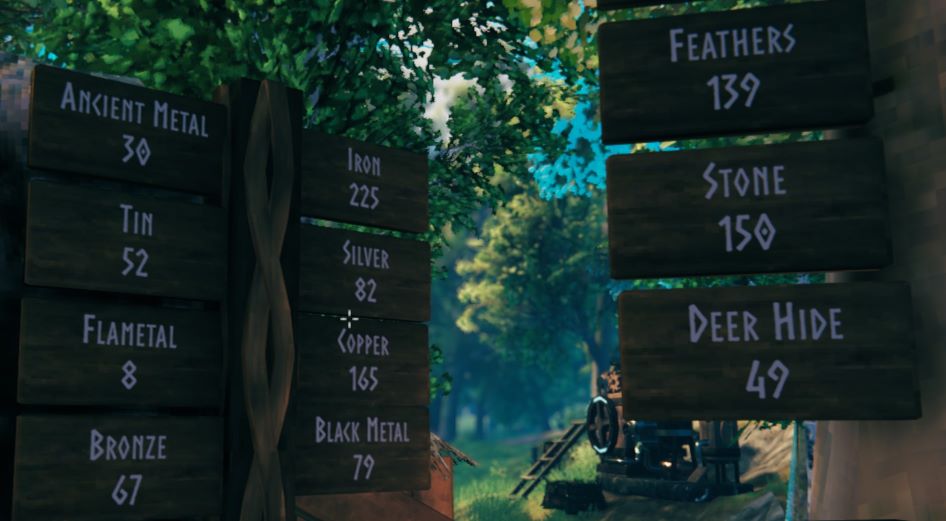 ANCIENT METAL
30
TIN
52
FLAMETAL
8
BRONZE
67
IRON
225
SILVER
82
COPPER
165
BLACK METAL
79
FEATHERS
139
STONE
150
DEER HIDE
49